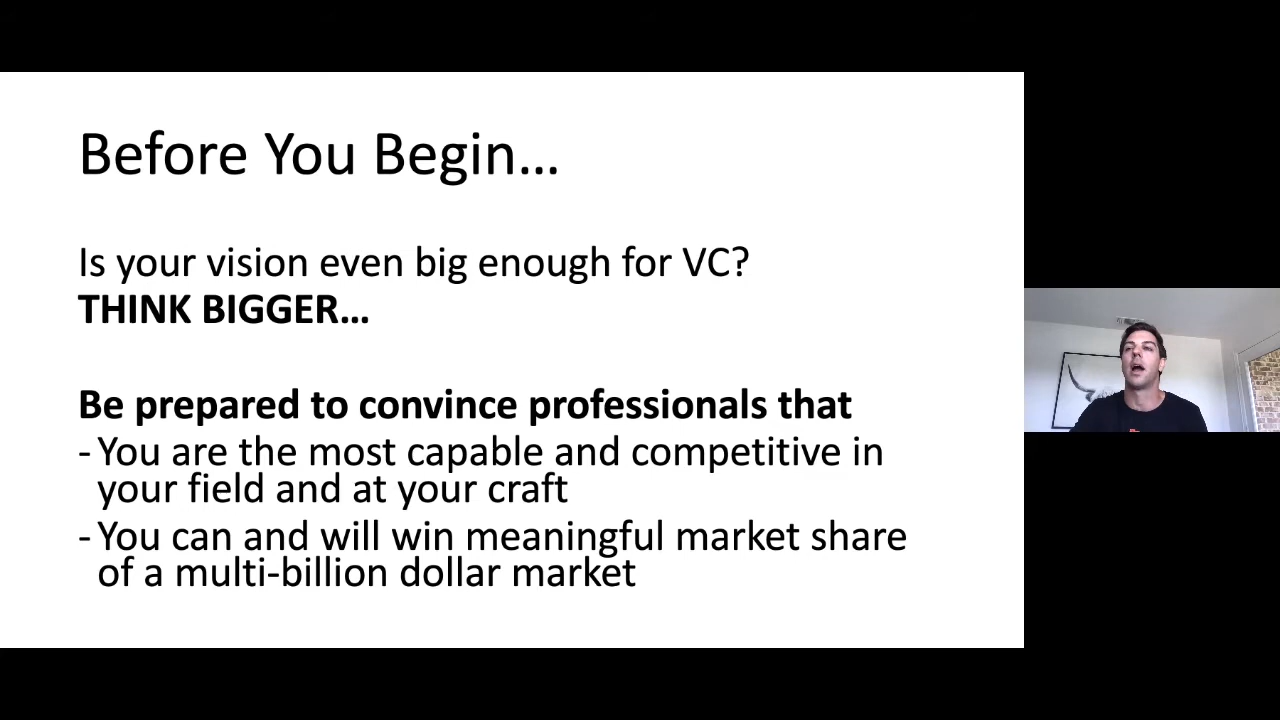 Before You Begin...
Is your vision even big enough for VC?
THINK BIGGER...
Be prepared to convince professionals that
- You are the most capable and competitive in
your field and at your craft
- You can and will win meaningful market share
of a multi-billion dollar market